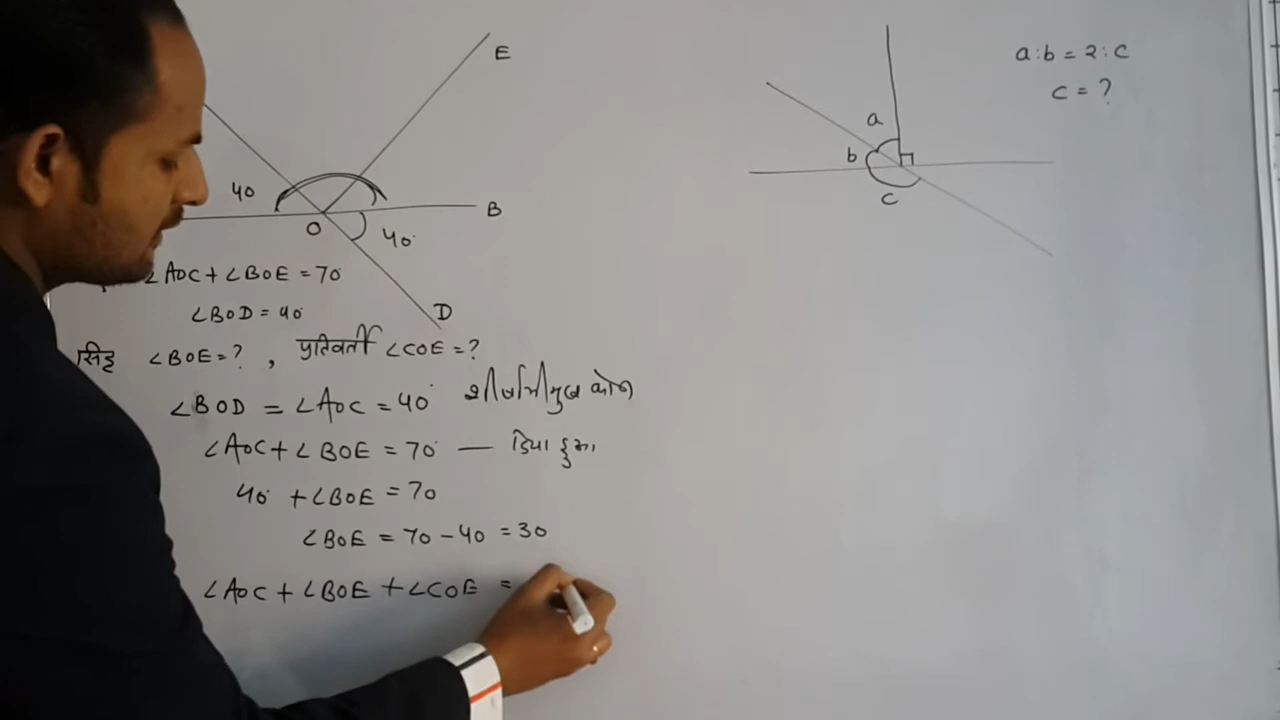 E
40
B
O
40°
∠AOC + ∠BOE = 70°
∠BOD = 40°
D
∠BOE = ? , प्रतिवर्ती ∠COE = ?
∠BOD = ∠AOC = 40° शीर्षाभिमुख कोण
∠AOC + ∠BOE = 70° — दिया हुआ
40° + ∠BOE = 70
∠BOE = 70 - 40 = 30
∠AOC + ∠BOE + ∠COE =
a : b = 2 : c
c = ?
a
b
c